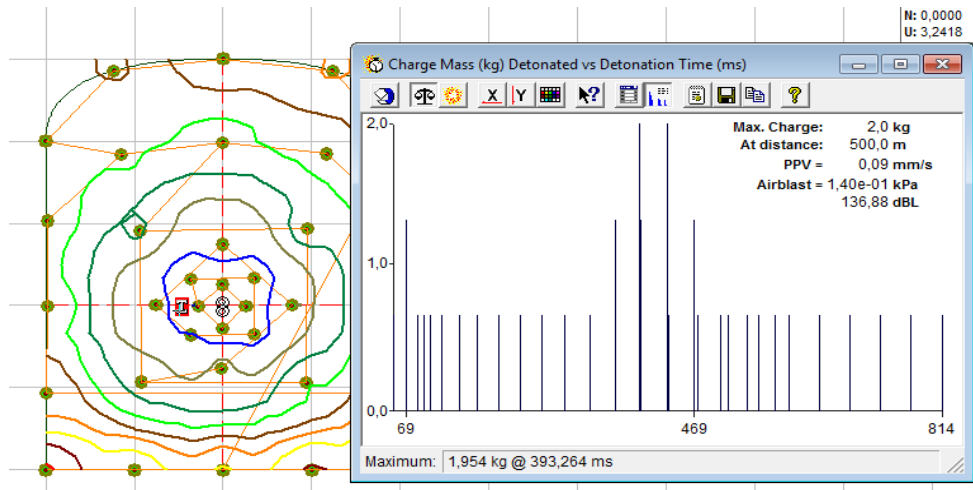 N: 0,0000
U: 3,2418
Charge Mass (kg) Detonated vs Detonation Time (ms)
X Y
Max. Charge: 2,0 kg
At distance: 500,0 m
PPV = 0,09 mm/s
Airblast = 1,40e-01 kPa
136,88 dBL
2,0
1,0
0,0
69 469 814
Maximum: 1,954 kg @ 393,264 ms